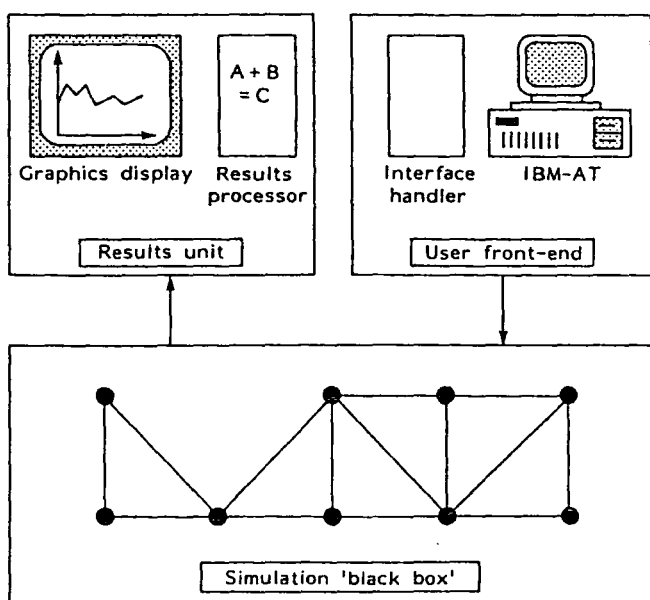 A + B
= C
Graphics display
Results
processor
Results unit
Interface
handler
IBM-AT
User front-end
Simulation 'black box'